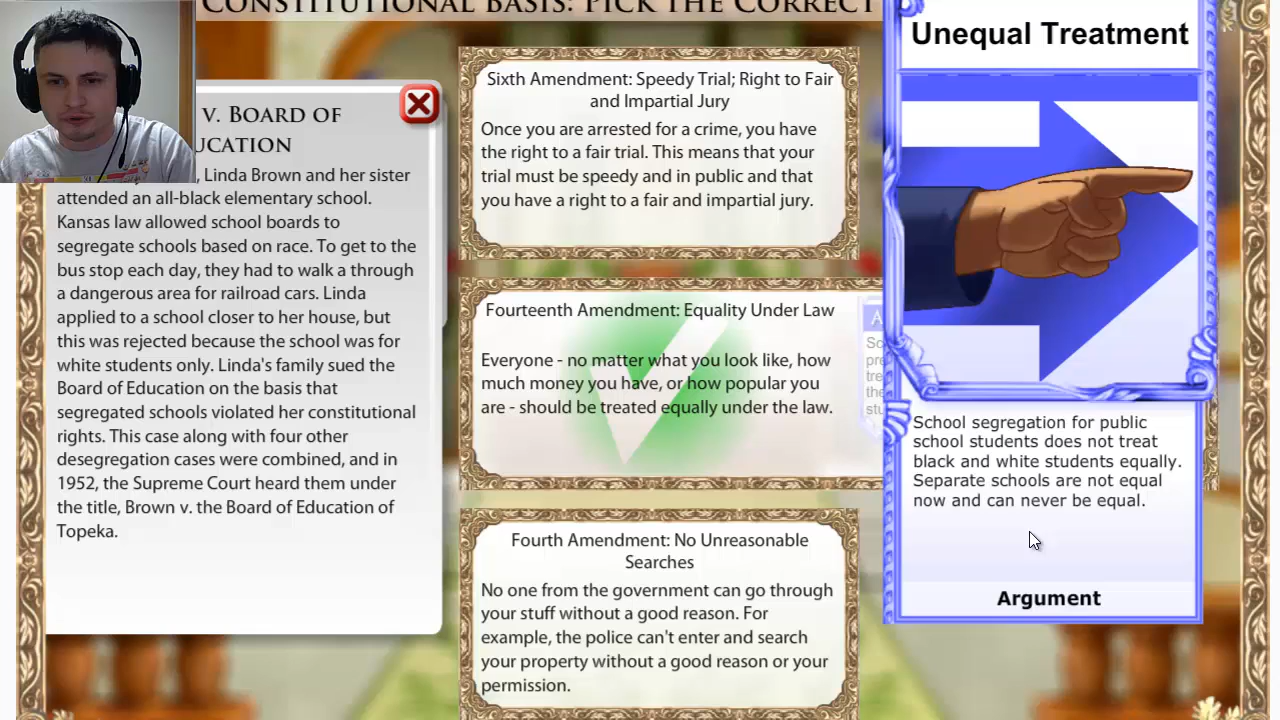 CONSTITUTIONAL BASIS: PICK THE CORRECT
V. BOARD OF
UCATION
, Linda Brown and her sister
attended an all-black elementary school.
Kansas law allowed school boards to
segregate schools based on race. To get to the
bus stop each day, they had to walk a through
a dangerous area for railroad cars. Linda
applied to a school closer to her house, but
this was rejected because the school was for
white students only. Linda's family sued the
Board of Education on the basis that
segregated schools violated her constitutional
rights. This case along with four other
desegregation cases were combined, and in
1952, the Supreme Court heard them under
the title, Brown v. the Board of Education of
Topeka.
Sixth Amendment: Speedy Trial; Right to Fair
and Impartial Jury
Once you are arrested for a crime, you have
the right to a fair trial. This means that your
trial must be speedy and in public and that
you have a right to a fair and impartial jury.
Fourteenth Amendment: Equality Under Law
Everyone - no matter what you look like, how
much money you have, or how popular you
are - should be treated equally under the law.
Fourth Amendment: No Unreasonable
Searches
No one from the government can go through
your stuff without a good reason. For
example, the police can't enter and search
your property without a good reason or your
permission.
Unequal Treatment
School segregation for public
school students does not treat
black and white students equally.
Separate schools are not equal
now and can never be equal.
Argument